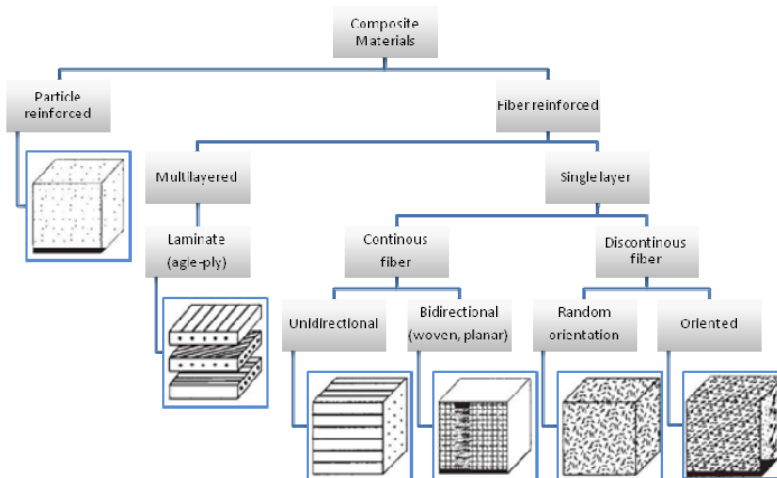 Composite
Materials
Particle
reinforced
Fiber reinforced
Multilayered
Single layer
Laminate
(agle-ply)
Continous
fiber
Discontinous
fiber
Unidirectional
Bidirectional
(woven, planar)
Random
orientation
Oriented